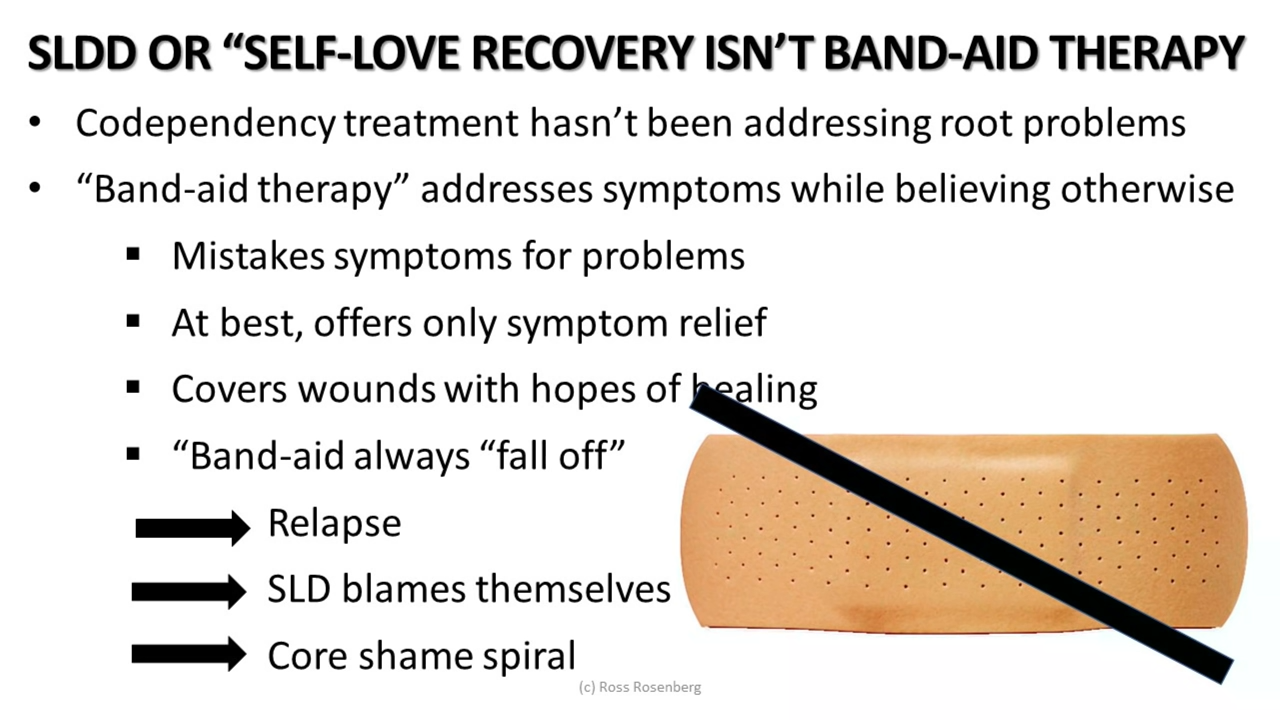 SLDD OR “SELF-LOVE RECOVERY ISN’T BAND-AID THERAPY
• Codependency treatment hasn’t been addressing root problems
• “Band-aid therapy” addresses symptoms while believing otherwise
▪ Mistakes symptoms for problems
▪ At best, offers only symptom relief
▪ Covers wounds with hopes of healing
▪ “Band-aid always “fall off”
Relapse
SLD blames themselves
Core shame spiral
(c) Ross Rosenberg